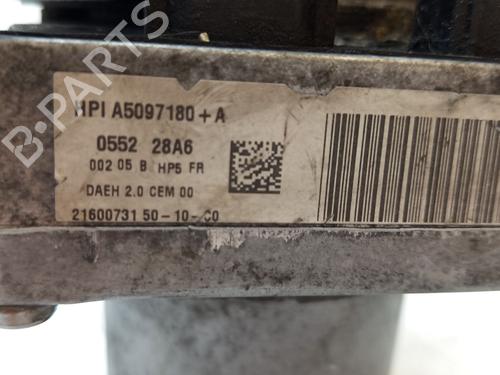 B-PARTS
HPI A5097180+A
0552 28A6
002 05 B HP5 FR
DAEH 2.0 CEM 00
21600731 50-10-C0